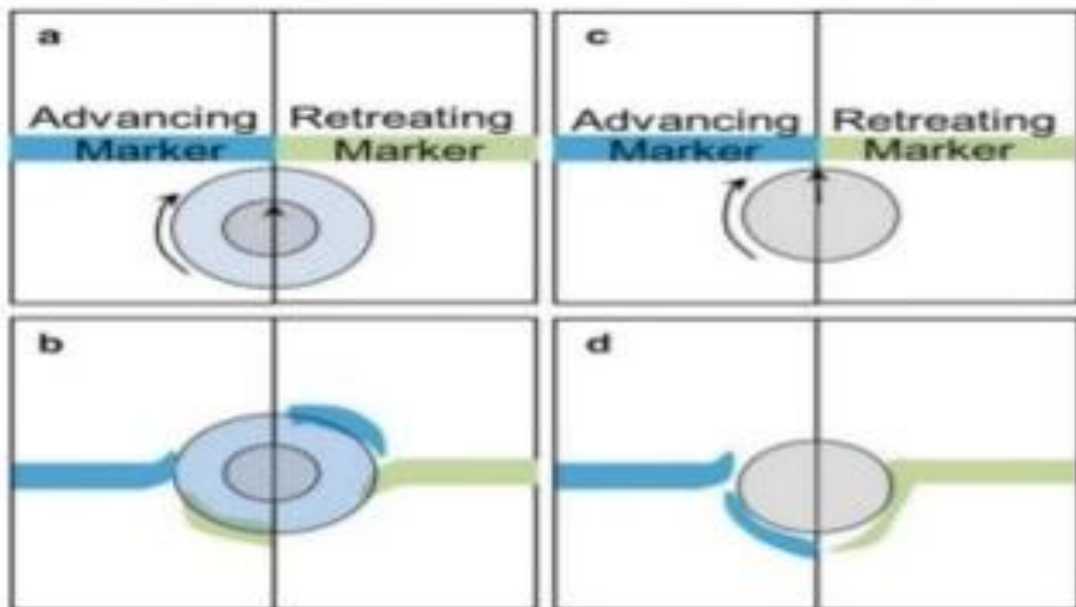 a
Advancing Retreating
Marker Marker
c
Advancing Retreating
Marker Marker
b
d